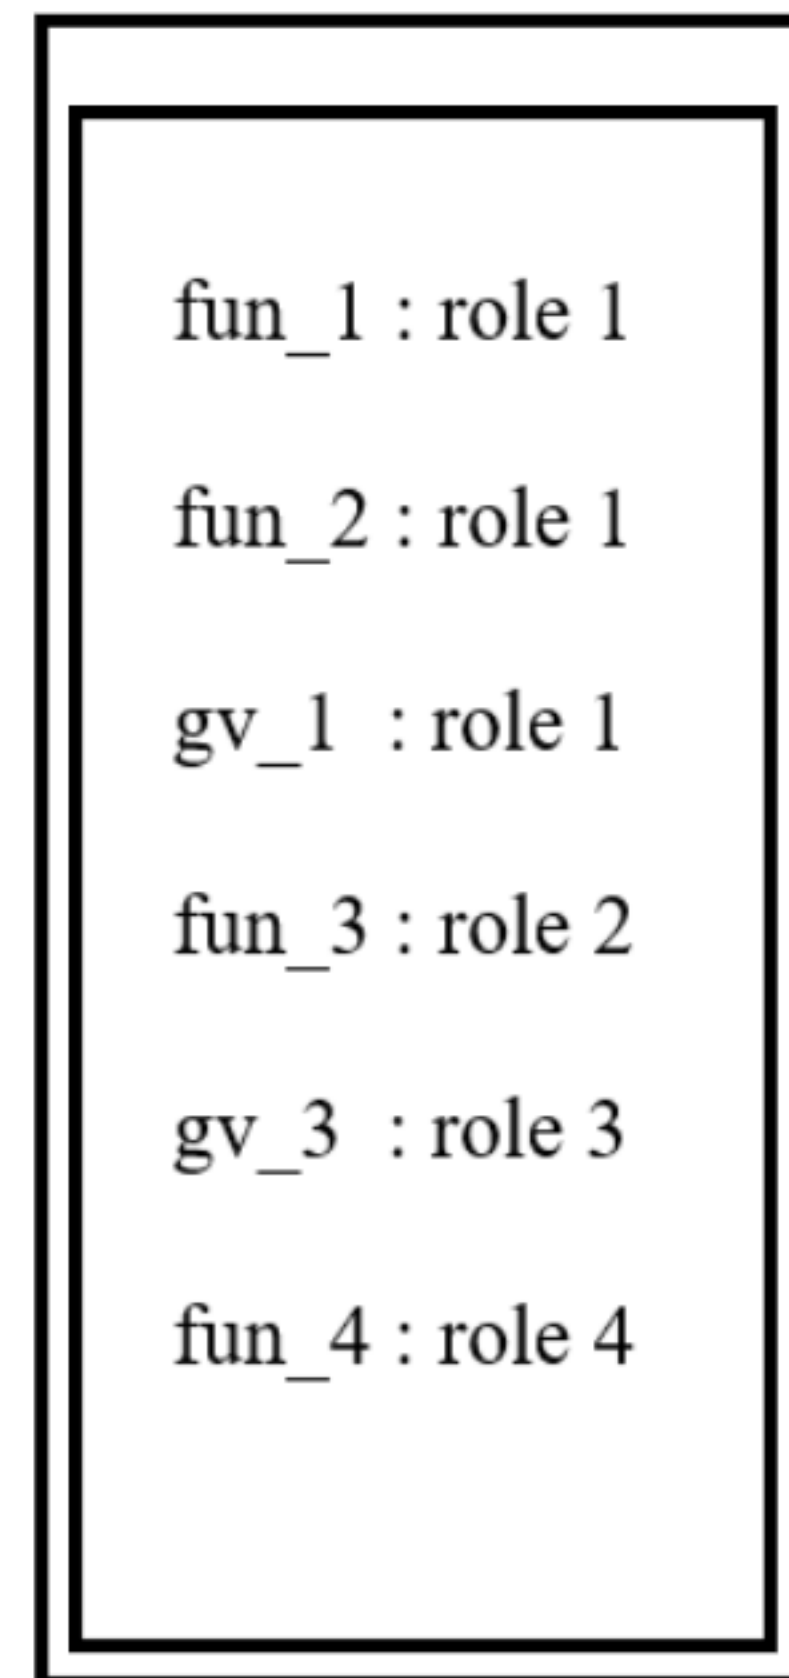 fun_1 : role 1
fun_2 : role 1
gv_1 : role 1
fun_3 : role 2
gv_3 : role 3
fun_4 : role 4